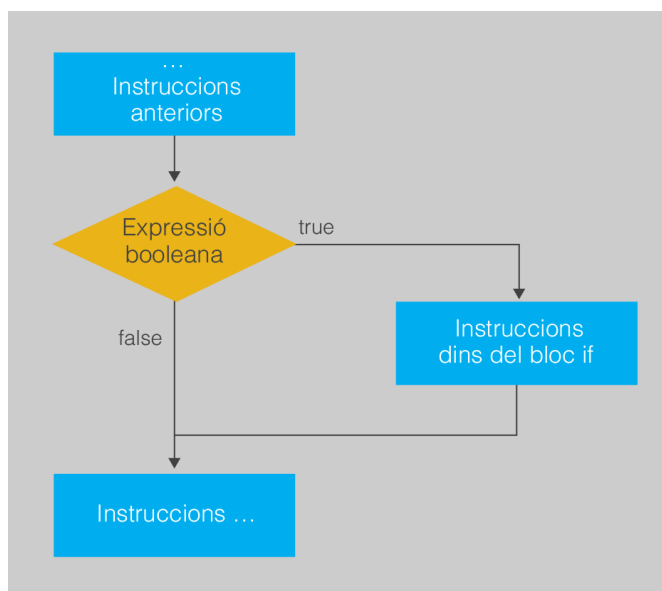 …
Instruccions
anteriors
Expressió
booleana
true
false
Instruccions
dins del bloc if
Instruccions …